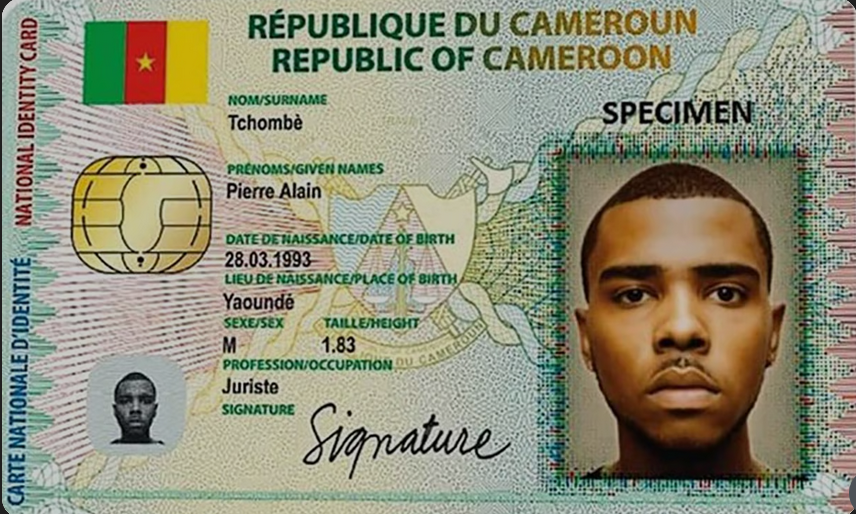 RÉPUBLIQUE DU CAMEROUN
REPUBLIC OF CAMEROON
NATIONAL IDENTITY CARD
CARTE NATIONALE D'IDENTITÉ
SPECIMEN
NOM/SURNAME
Tchombè
PRÉNOMS/GIVEN NAMES
Pierre Alain
DATE DE NAISSANCE/DATE OF BIRTH
28.03.1993
LIEU DE NAISSANCE/PLACE OF BIRTH
Yaoundé
SEXE/SEX TAILLE/HEIGHT
M 1.83
PROFESSION/OCCUPATION
Juriste
SIGNATURE
Signature
DU CAMEROUN